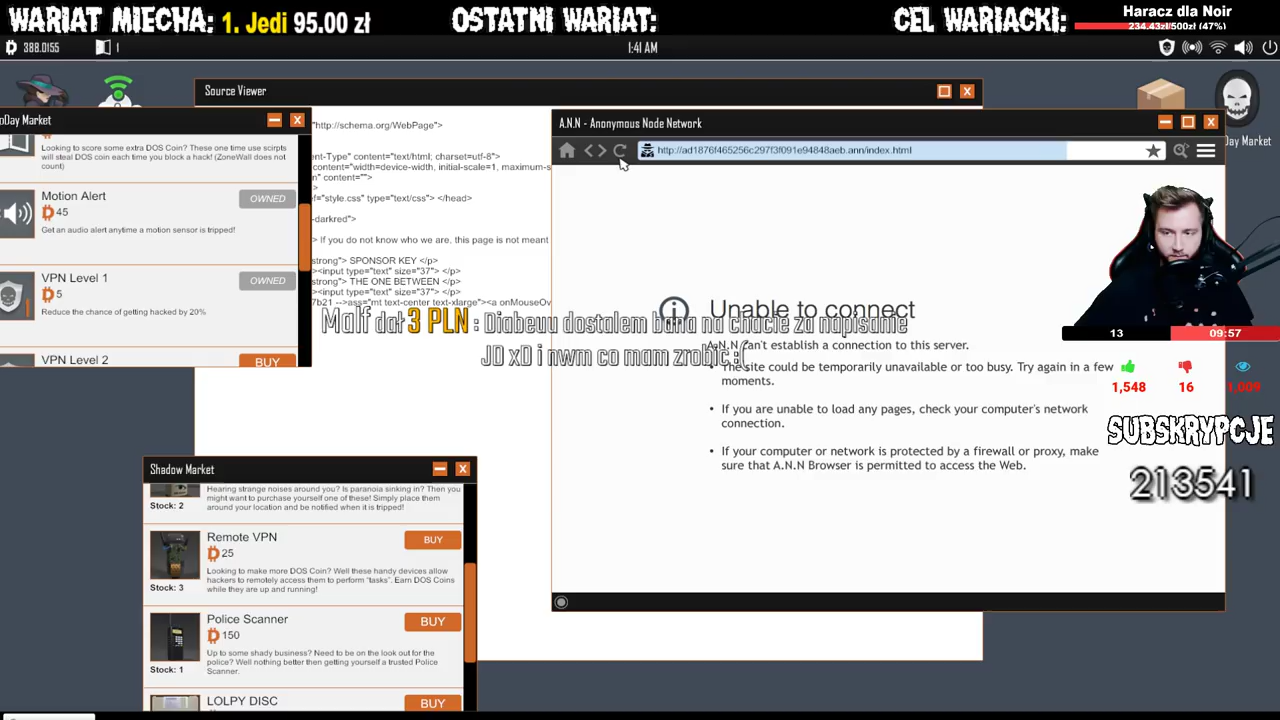 WARIAT MIECHA: 1. Jedi 95.00 zł
OSTATNI WARIAT:
CEL WARIACKI:
Haracz dla Noir
234.43zł/500zł (47%)
388.0155
1
1:41 AM
Source Viewer
Day Market
oDay Market
Looking to score some extra DOS Coin? These one time use scirpts
will steal DOS coin each time you block a hack! (ZoneWall does not
count)
Motion Alert
OWNED
45
Get an audio alert anytime a motion sensor is tripped!
VPN Level 1
OWNED
5
Reduce the chance of getting hacked by 20%
VPN Level 2
BUY
"http://schema.org/WebPage">
ent-Type" content="text/html; charset=utf-8">
content="width=device-width, initial-scale=1, maximum-s
n" content="">
ef="style.css" type="text/css"> </head>
-darkred">
> If you do not know who we are, this page is not meant
strong"> SPONSOR KEY </p>
><input type="text" size="37"> </p>
strong"> THE ONE BETWEEN </p>
><input type="text" size="37"> </p>
7b21 -->ass="mt text-center text-xlarge"><a onMouseOv
A.N.N - Anonymous Node Network
http://ad1876f465256c297f3f091e94848aeb.ann/index.html
Unable to connect
A.N.N can't establish a connection to this server.
• The site could be temporarily unavailable or too busy. Try again in a few
moments.
• If you are unable to load any pages, check your computer's network
connection.
• If your computer or network is protected by a firewall or proxy, make
sure that A.N.N Browser is permitted to access the Web.
Malf dał 3 PLN : Diabeuu dostalem bana na chacie za napisanie
JD xD i nwm co mam zrobic :(
13
09:57
1,548
16
1,009
SUBSKRYPCJE
213541
Shadow Market
Hearing strange noises around you? Is paranoia sinking in? Then you
might want to purchase yourself one of these! Simply place them
around your location and be notified when it is tripped!
Stock: 2
Remote VPN
BUY
25
Looking to make more DOS Coin? Well these handy devices allow
hackers to remotely access them to perform "tasks". Earn DOS Coins
while they are up and running!
Stock: 3
Police Scanner
BUY
150
Up to some shady business? Need to be on the look out for the
police? Well nothing better then getting yourself a trusted Police
Scanner.
Stock: 1
LOLPY DISC
BUY